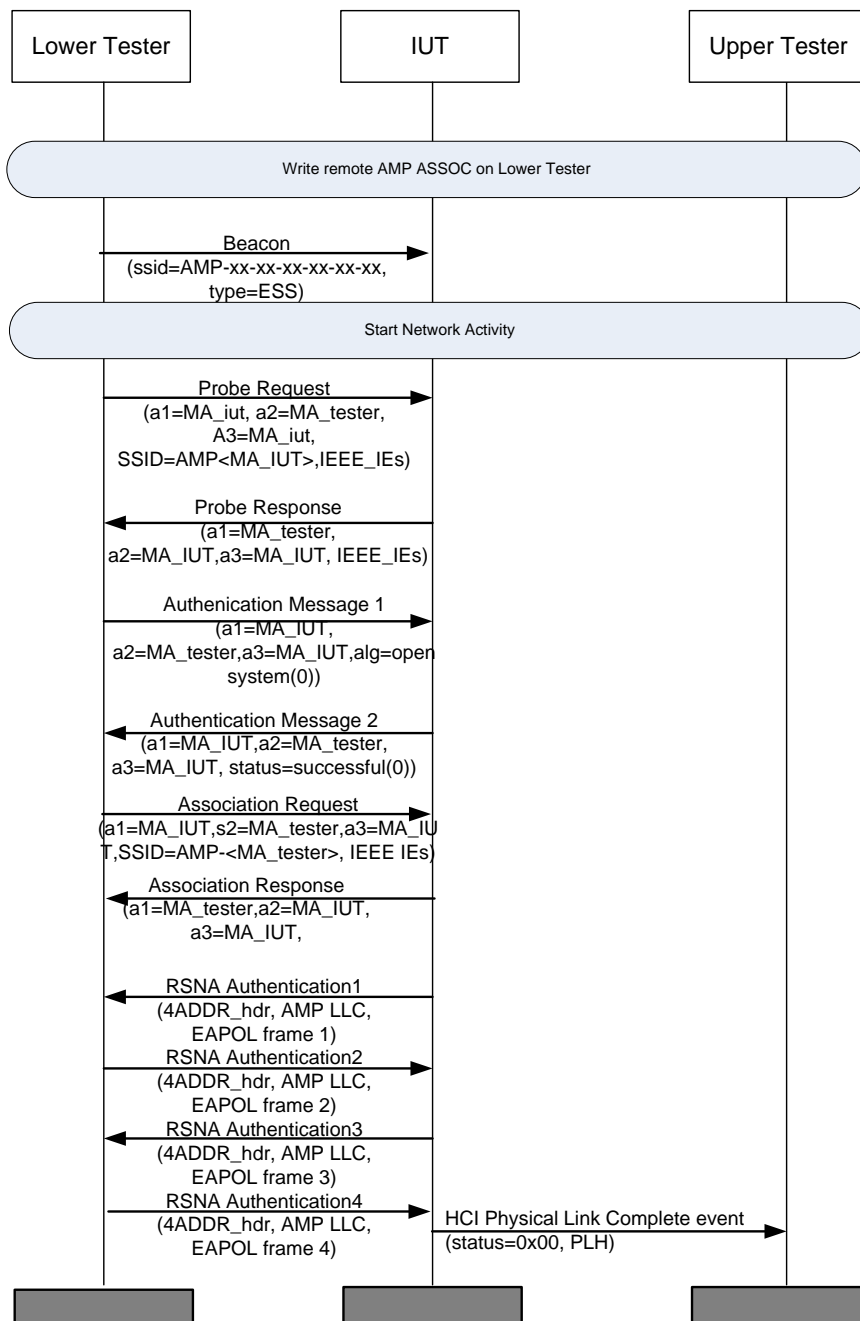 Lower Tester
IUT
Upper Tester
Write remote AMP ASSOC on Lower Tester
Beacon
(ssid=AMP-xx-xx-xx-xx-xx-xx,
type=ESS)
Start Network Activity
Probe Request
(a1=MA_iut, a2=MA_tester,
A3=MA_iut,
SSID=AMP<MA_IUT>,IEEE_IEs)
Probe Response
(a1=MA_tester,
a2=MA_IUT,a3=MA_IUT, IEEE_IEs)
Authenication Message 1
(a1=MA_IUT,
a2=MA_tester,a3=MA_IUT,alg=open
system(0))
Authentication Message 2
(a1=MA_IUT,a2=MA_tester,
a3=MA_IUT, status=successful(0))
Association Request
(a1=MA_IUT,s2=MA_tester,a3=MA_IU
T,SSID=AMP-<MA_tester>, IEEE IEs)
Association Response
(a1=MA_tester,a2=MA_IUT,
a3=MA_IUT,
RSNA Authentication1
(4ADDR_hdr, AMP LLC,
EAPOL frame 1)
RSNA Authentication2
(4ADDR_hdr, AMP LLC,
EAPOL frame 2)
RSNA Authentication3
(4ADDR_hdr, AMP LLC,
EAPOL frame 3)
RSNA Authentication4
(4ADDR_hdr, AMP LLC,
EAPOL frame 4)
HCI Physical Link Complete event
(status=0x00, PLH)